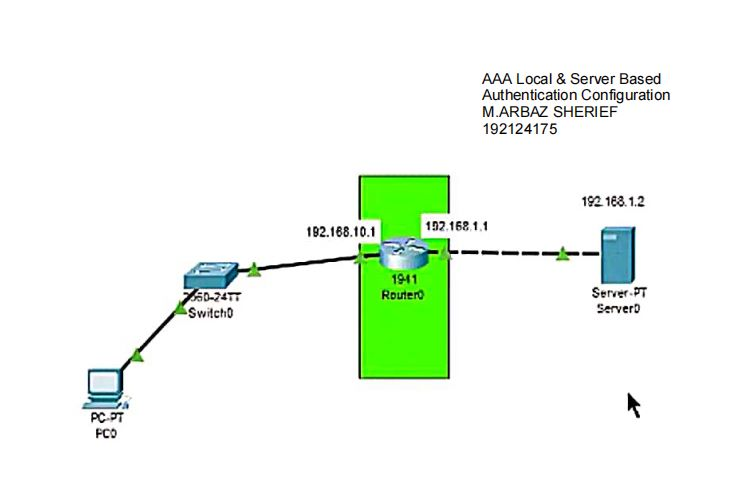 AAA Local & Server Based
Authentication Configuration
M.ARBAZ SHERIEF
192124175
192.168.1.2
192.168.10.1
192.168.1.1
1941
Router0
Server-PT
Server0
Switch0
PC-PT
PC0